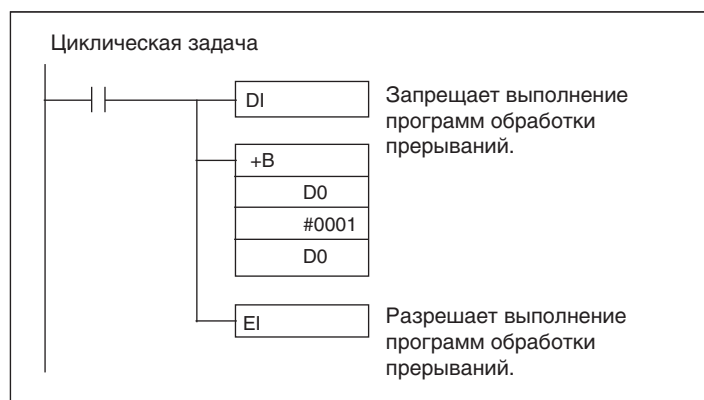 Циклическая задача
DI
Запрещает выполнение
программ обработки
прерываний.
+B
D0
#0001
D0
EI
Разрешает выполнение
программ обработки
прерываний.